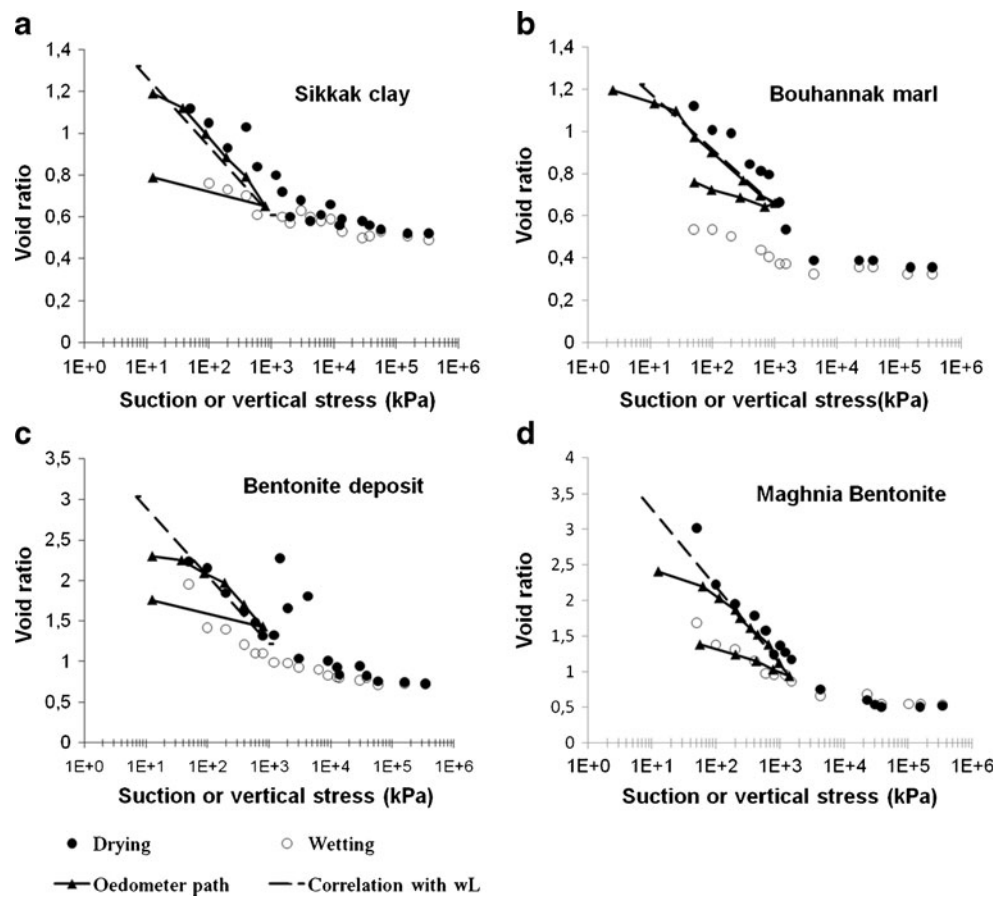 a
1,4
1,2
1
0,8
0,6
0,4
0,2
0
Void ratio
Sikkak clay
1E+0 1E+1 1E+2 1E+3 1E+4 1E+5 1E+6
Suction or vertical stress (kPa)
b
1,4
1,2
1
0,8
0,6
0,4
0,2
0
Void ratio
Bouhannak marl
1E+0 1E+1 1E+2 1E+3 1E+4 1E+5 1E+6
Suction or vertical stress(kPa)
c
3,5
3
2,5
2
1,5
1
0,5
0
Void ratio
Bentonite deposit
1E+0 1E+1 1E+2 1E+3 1E+4 1E+5 1E+6
Suction or vertical stress (kPa)
d
4
3,5
3
2,5
2
1,5
1
0,5
0
Void ratio
Maghnia Bentonite
1E+0 1E+1 1E+2 1E+3 1E+4 1E+5 1E+6
Suction or vertical stress (kPa)
Drying
Wetting
Oedometer path
Correlation with wL